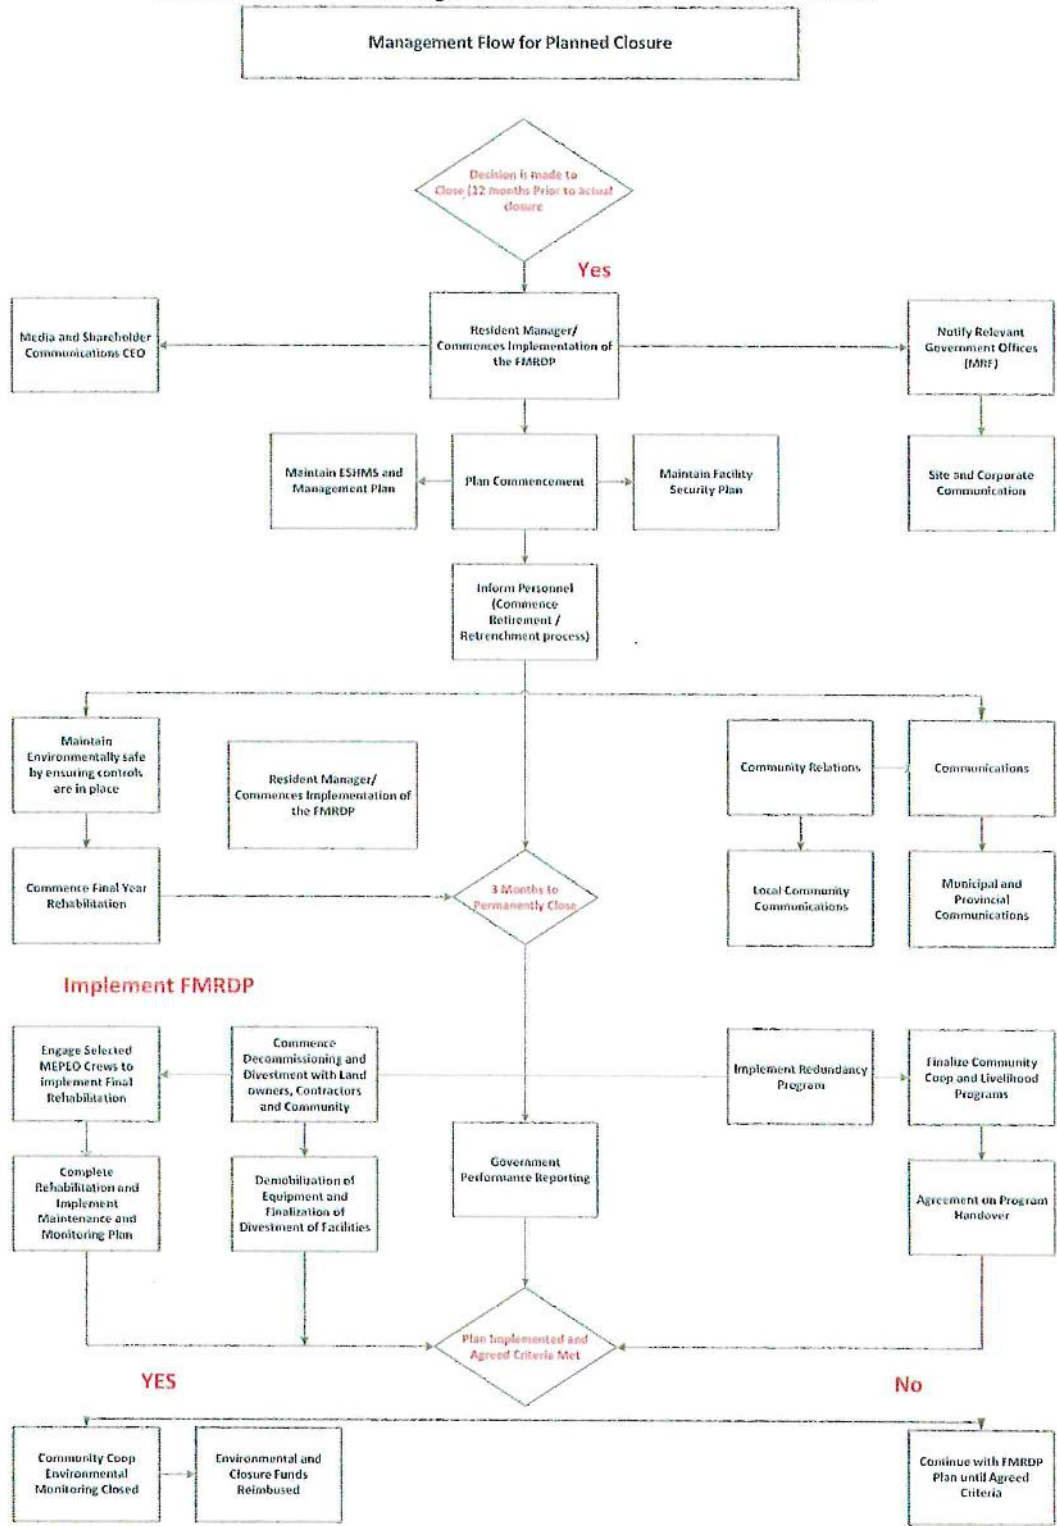 Management Flow for Planned Closure
Decision is made to
Close (12 months Prior to actual
closure
Yes
Media and Shareholder
Communications CEO
Resident Manager/
Commences Implementation of
the FMRDP
Notify Relevant
Government Offices
(MRF)
Maintain ESHMS and
Management Plan
Plan Commencement
Maintain Facility
Security Plan
Site and Corporate
Communication
Inform Personnel
(Commence
Retirement /
Retrenchment process)
Maintain
Environmentally safe
by ensuring controls
are in place
Resident Manager/
Commences Implementation of
the FMRDP
Community Relations
Communications
Commence Final Year
Rehabilitation
3 Months to
Permanently Close
Local Community
Communications
Municipal and
Provincial
Communications
Implement FMRDP
Engage Selected
MEPEO Crews to
implement Final
Rehabilitation
Commence
Decommissioning and
Divestment with Land
owners, Contractors
and Community
Implement Redundancy
Program
Finalize Community
Coop and Livelihood
Programs
Complete
Rehabilitation and
Implement
Maintenance and
Monitoring Plan
Demobilization of
Equipment and
Finalization of
Divestment of Facilities
Government
Performance Reporting
Agreement on Program
Handover
Plan Implemented and
Agreed Criteria Met
YES
No
Community Coop
Environmental
Monitoring Closed
Environmental and
Closure Funds
Reimbused
Continue with FMRDP
Plan until Agreed
Criteria